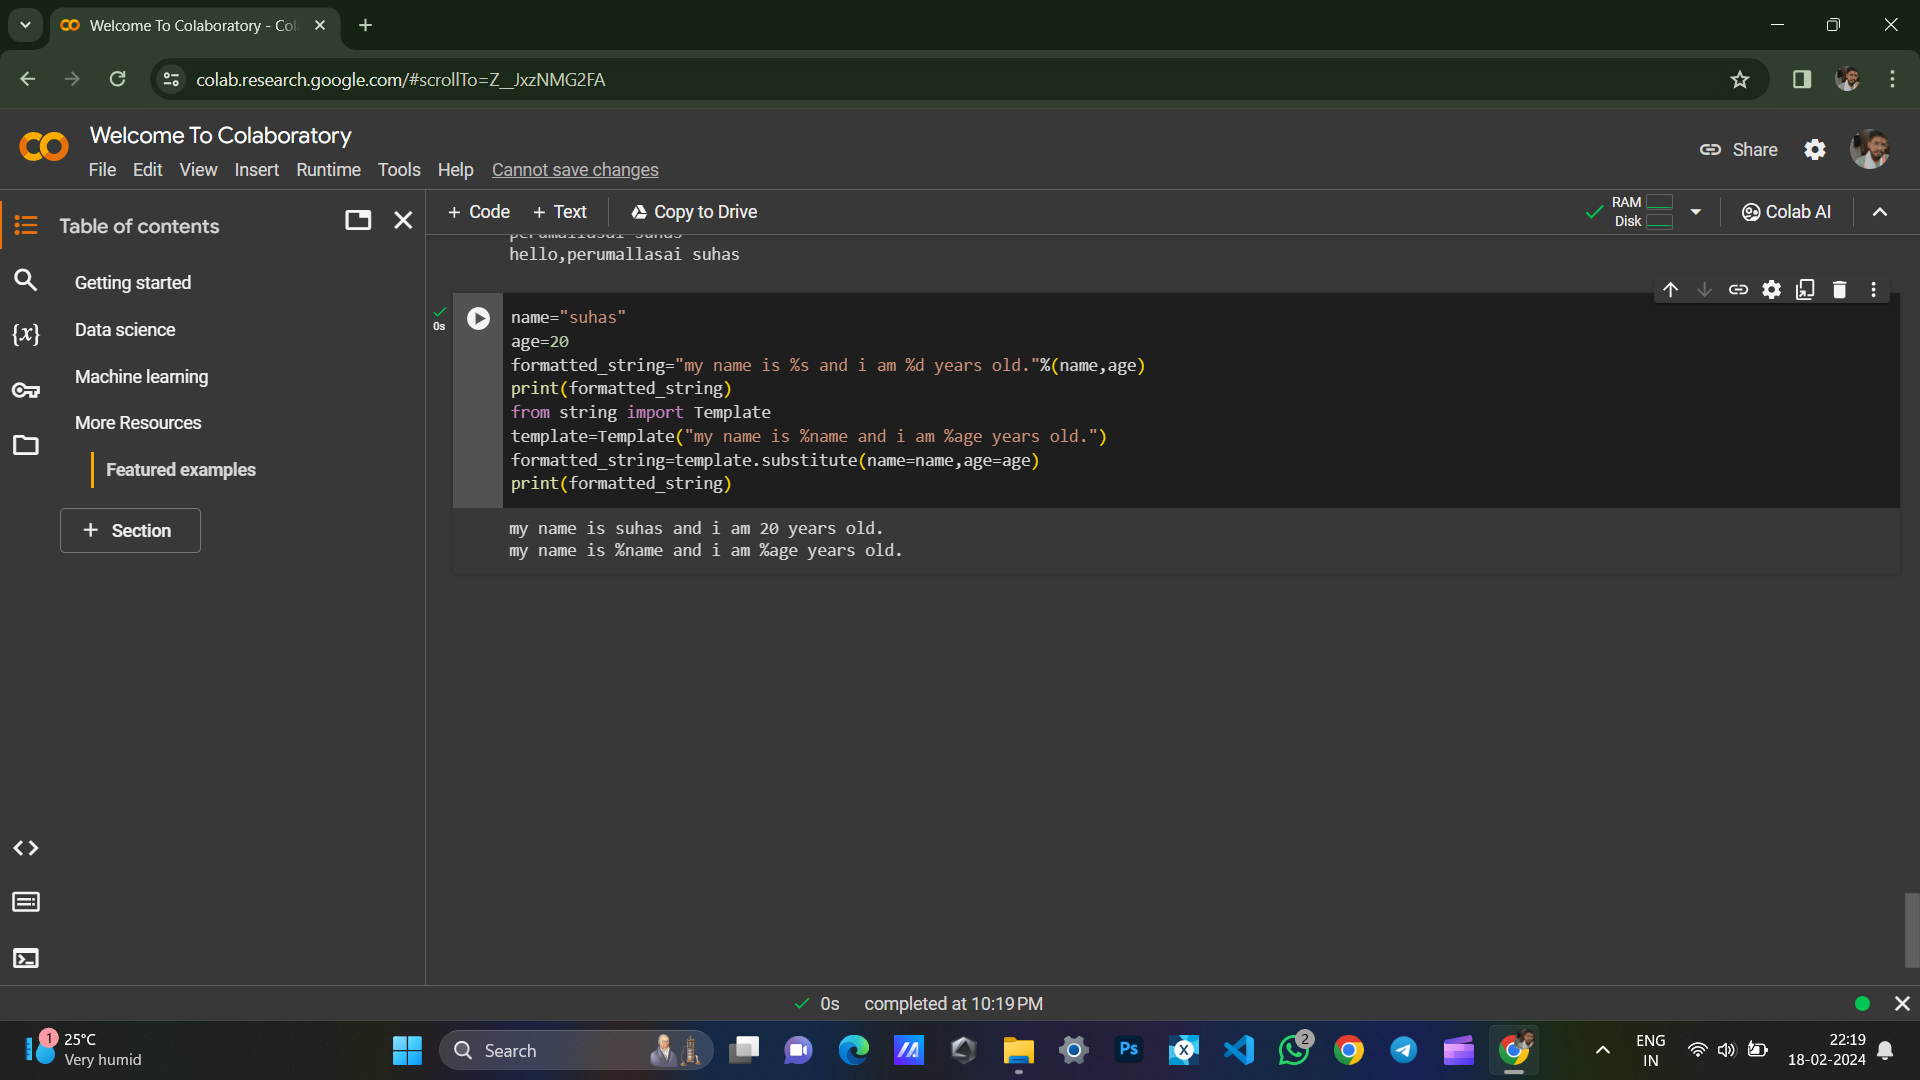 Welcome To Colaboratory - Col
colab.research.google.com/#scrollTo=Z__JxzNMG2FA
Welcome To Colaboratory
File Edit View Insert Runtime Tools Help Cannot save changes
Share
Table of contents
+ Code + Text Copy to Drive
RAM
Disk
Colab AI
Getting started
Data science
Machine learning
More Resources
Featured examples
+ Section
perumallasai suhas
hello,perumallasai suhas
0s
name="suhas"
age=20
formatted_string="my name is %s and i am %d years old."%(name,age)
print(formatted_string)
from string import Template
template=Template("my name is %name and i am %age years old.")
formatted_string=template.substitute(name=name,age=age)
print(formatted_string)
my name is suhas and i am 20 years old.
my name is %name and i am %age years old.
0s completed at 10:19 PM
1
25°C
Very humid
Search
Ps
X
2
ENG
IN
22:19
18-02-2024